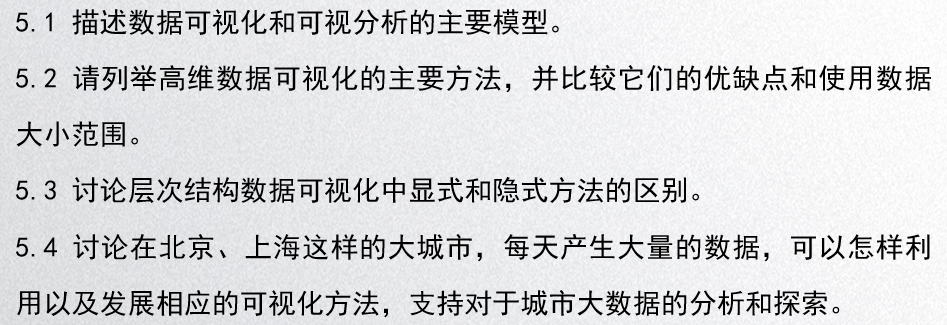 5.1 描述数据可视化和可视分析的主要模型。
5.2 请列举高维数据可视化的主要方法，并比较它们的优缺点和使用数据
大小范围。
5.3 讨论层次结构数据可视化中显式和隐式方法的区别。
5.4 讨论在北京、上海这样的大城市，每天产生大量的数据，可以怎样利
用以及发展相应的可视化方法，支持对于城市大数据的分析和探索。